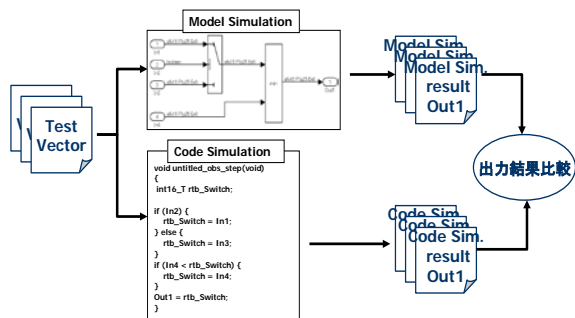 Model Simulation
Test
Vector
min
Model Sim.
result
Out1
Code Simulation
void untitled_obs_step(void)
{
int16_T rtb_Switch;
if (In2) {
rtb_Switch = In1;
} else {
rtb_Switch = In3;
}
if (In4 < rtb_Switch) {
rtb_Switch = In4;
}
Out1 = rtb_Switch;
}
Code Sim.
result
Out1
出力結果比較